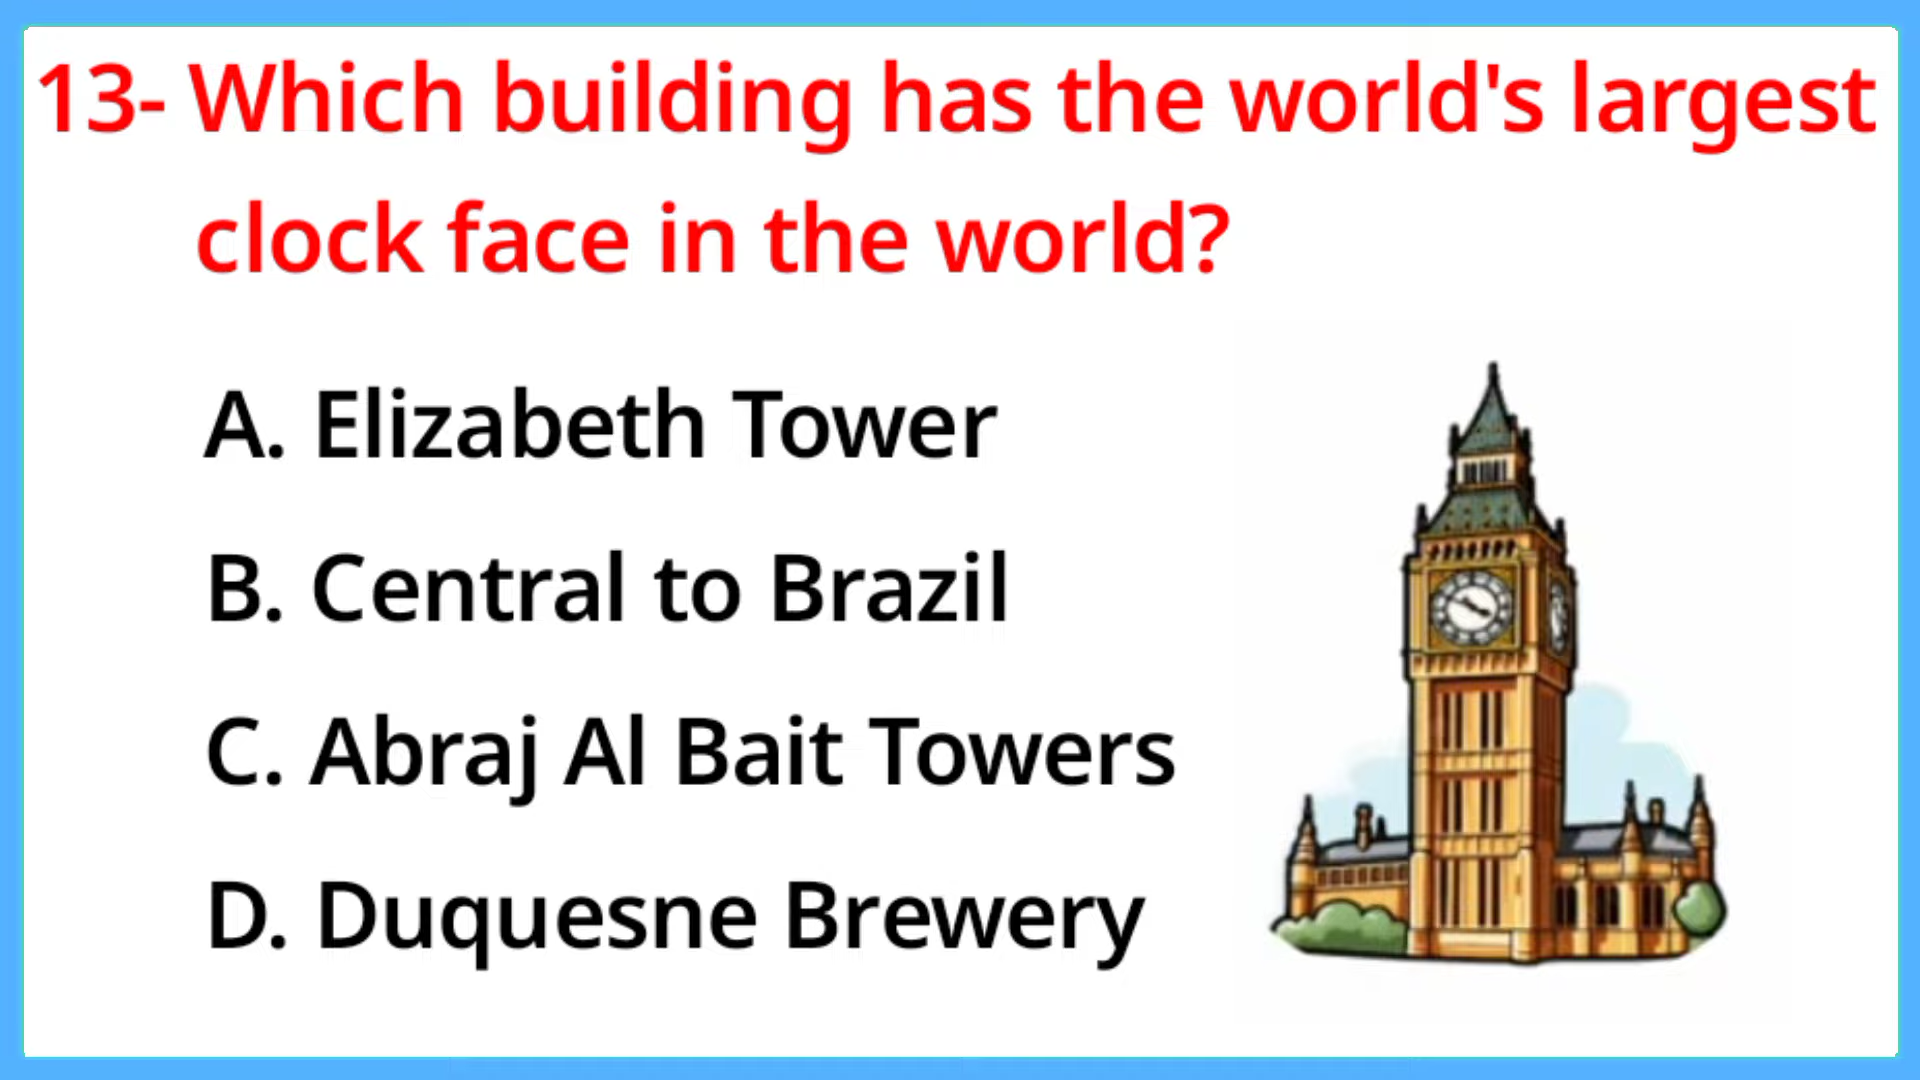 13- Which building has the world's largest
clock face in the world?
A. Elizabeth Tower
B. Central to Brazil
C. Abraj Al Bait Towers
D. Duquesne Brewery